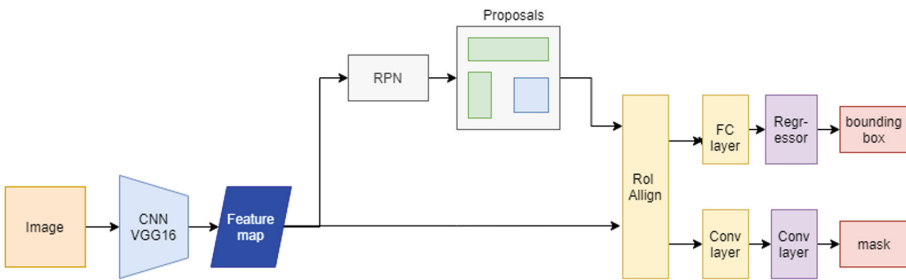 Proposals
RPN
Image
CNN
VGG16
Feature
map
RoI
Allign
FC
layer
Regr-
essor
bounding
box
Conv
layer
Conv
layer
mask